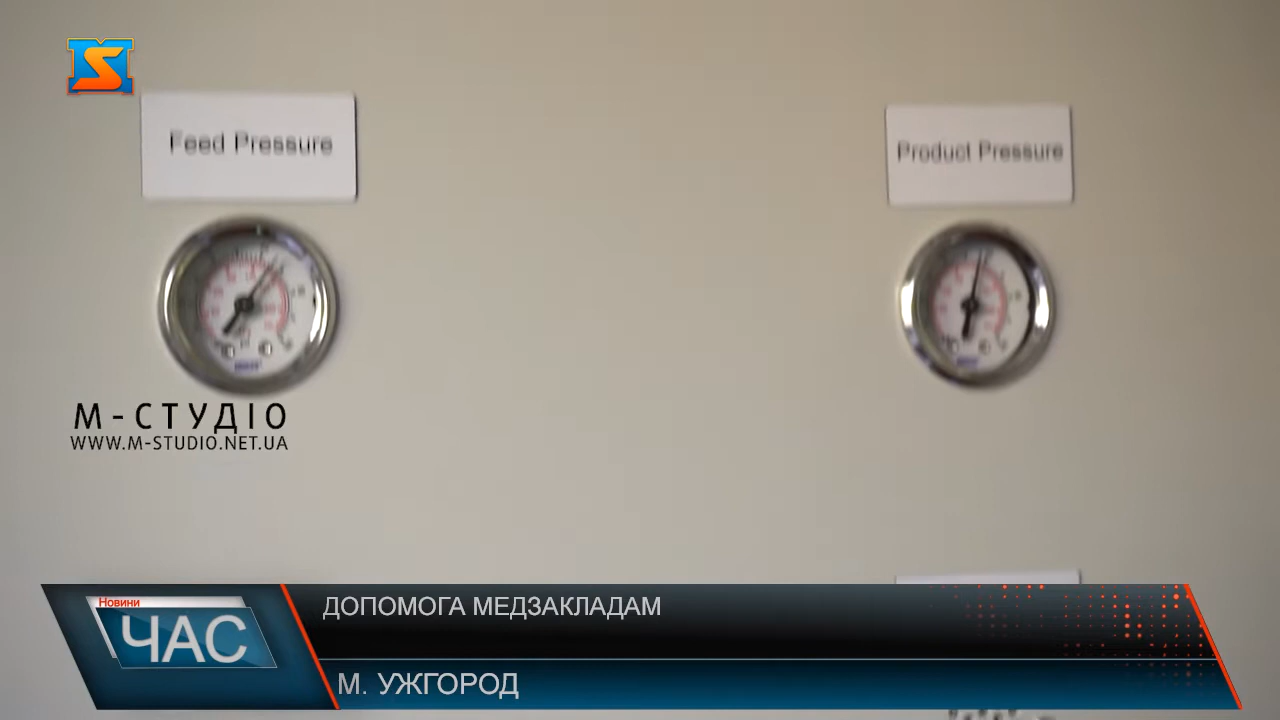 Feed Pressure
Product Pressure
М-СТУДІО
WWW.M-STUDIO.NET.UA
Новини
ЧАС
ДОПОМОГА МЕДЗАКЛАДАМ
М. УЖГОРОД